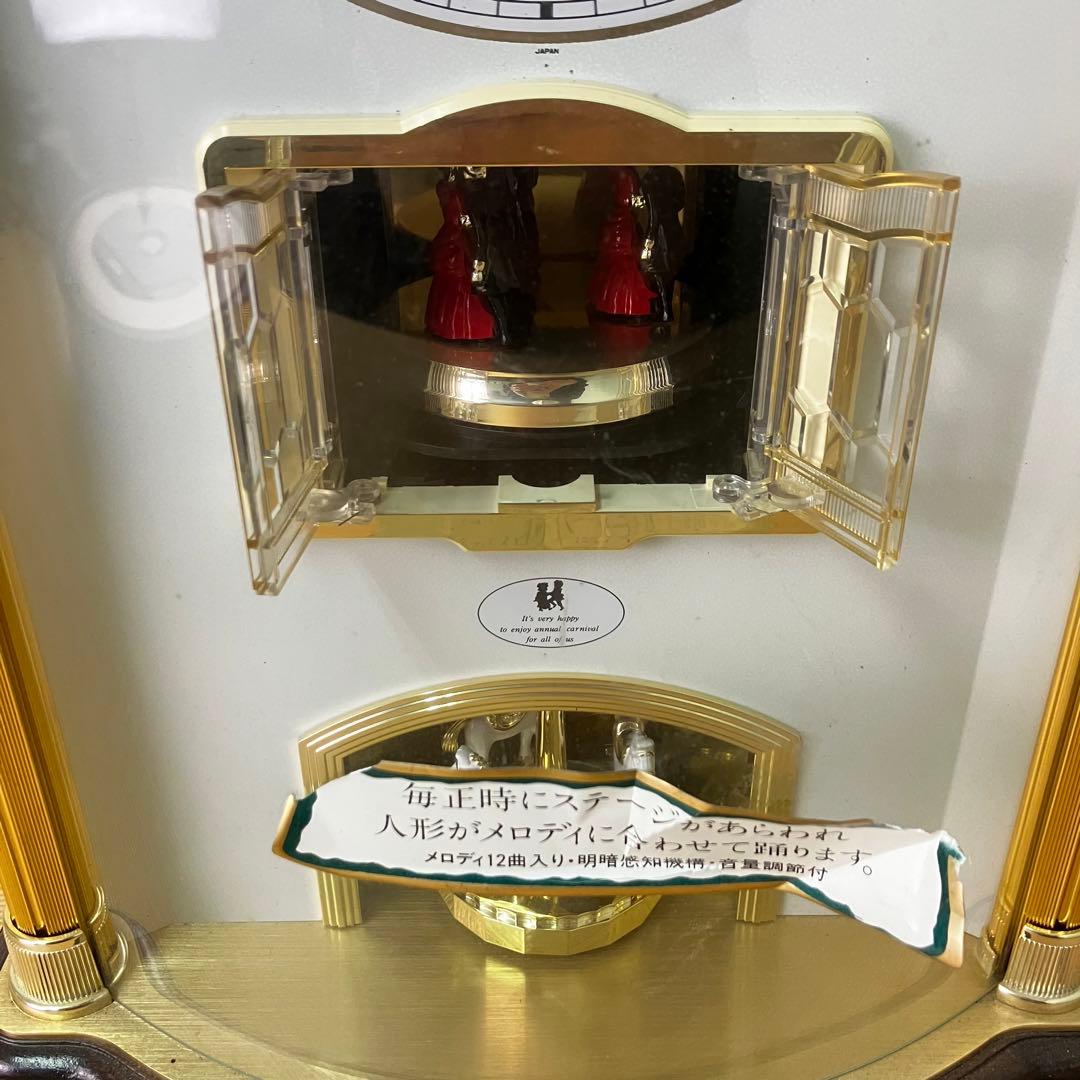 JAPAN
It's very happy
to enjoy annual carnival
for all of us
毎正時にステージがあらわれ
人形がメロディに合わせて踊ります。
メロディ12曲入り・明暗感知機構・音量調節付